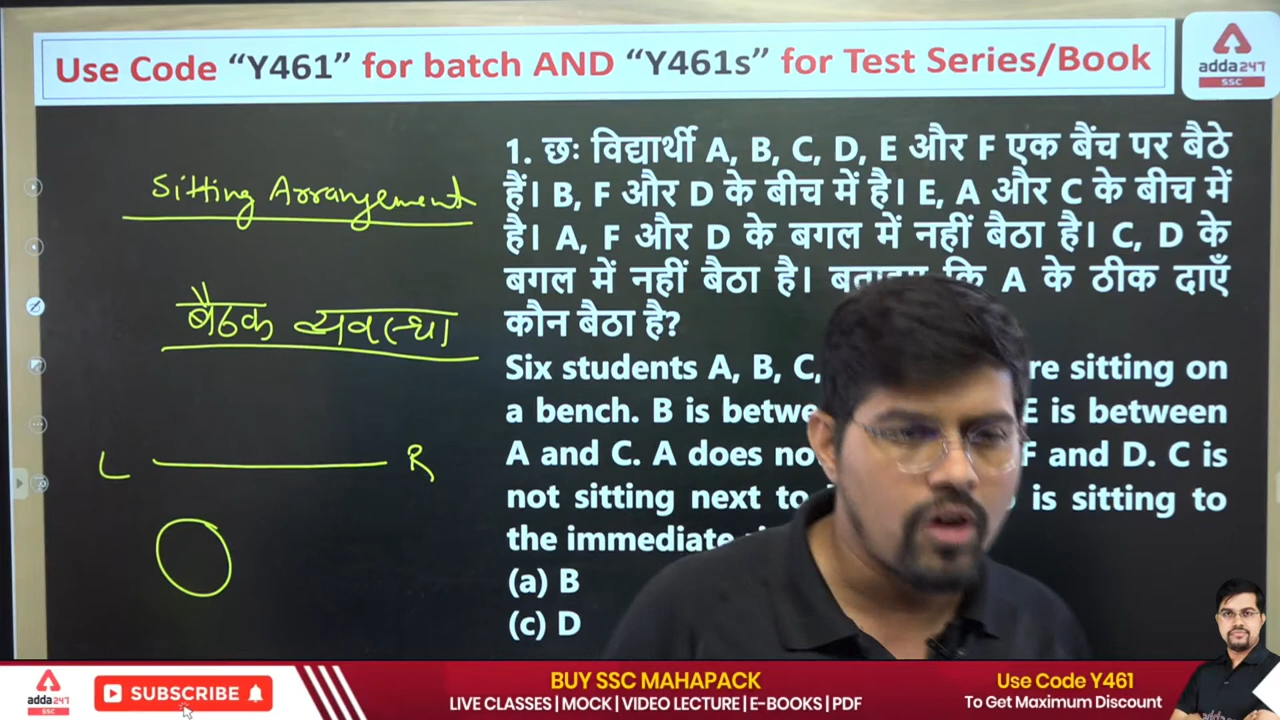 Use Code “Y461” for batch AND “Y461s” for Test Series/Book
adda247
SSC
Sitting Arrangement
बैठक व्यवस्था
L R
1. छः विद्यार्थी A, B, C, D, E और F एक बैंच पर बैठे
हैं। B, F और D के बीच में है। E, A और C के बीच में
है। A, F और D के बगल में नहीं बैठा है। C, D के
बगल में नहीं बैठा है। कि A के ठीक दाएँ
कौन बैठा है?
Six students A, B, C, sitting on
a bench. B is E is between
A and C. A does F and D. C is
not sitting next to is sitting to
the immediate
(a) B
(c) D
adda247
SSC
SUBSCRIBE
BUY SSC MAHAPACK
LIVE CLASSES | MOCK | VIDEO LECTURE | E-BOOKS | PDF
Use Code Y461
To Get Maximum Discount